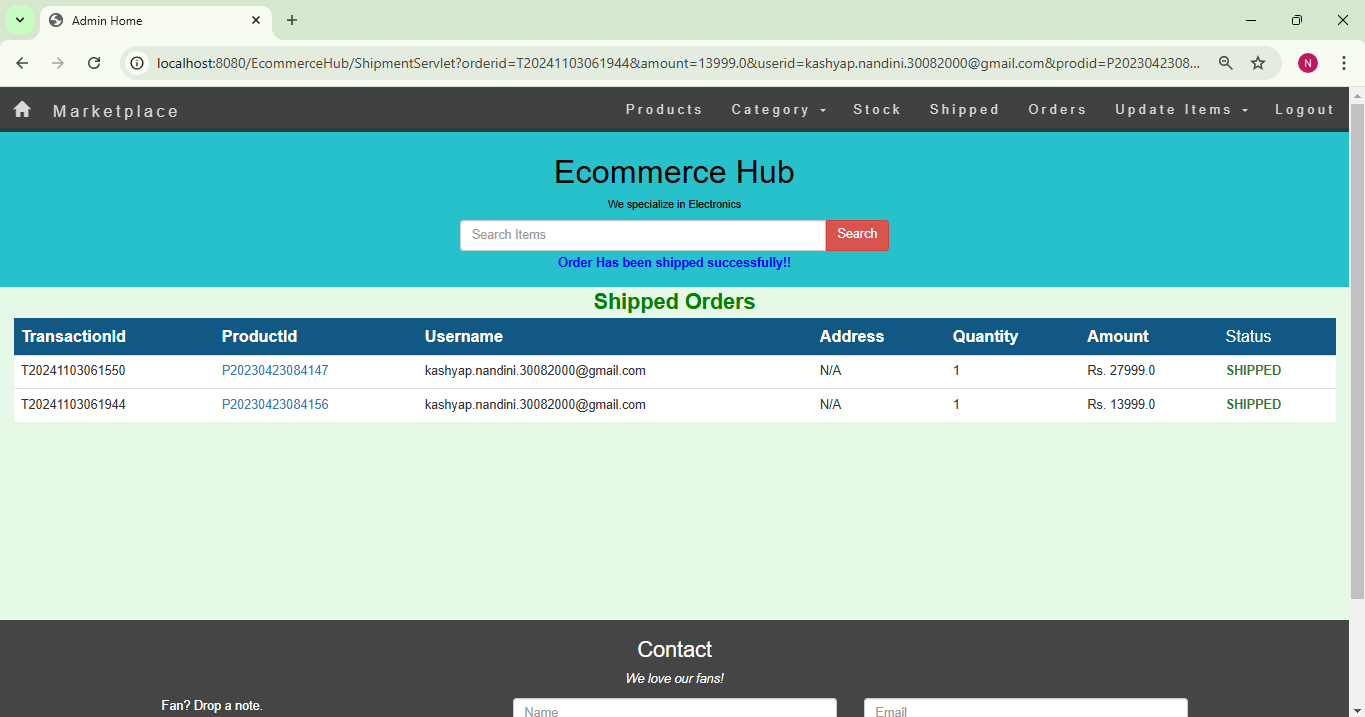 Admin Home
localhost:8080/EcommerceHub/ShipmentServlet?orderid=T20241103061944&amount=13999.0&userid=kashyap.nandini.30082000@gmail.com&prodid=P2023042308...
N
Marketplace Products Category Stock Shipped Orders Update Items Logout
Ecommerce Hub
We specialize in Electronics
Search Items Search
Order Has been shipped successfully!!
Shipped Orders
TransactionId ProductId Username Address Quantity Amount Status
T20241103061550 P20230423084147 kashyap.nandini.30082000@gmail.com N/A 1 Rs. 27999.0 SHIPPED
T20241103061944 P20230423084156 kashyap.nandini.30082000@gmail.com N/A 1 Rs. 13999.0 SHIPPED
Contact
We love our fans!
Fan? Drop a note.
Name Email